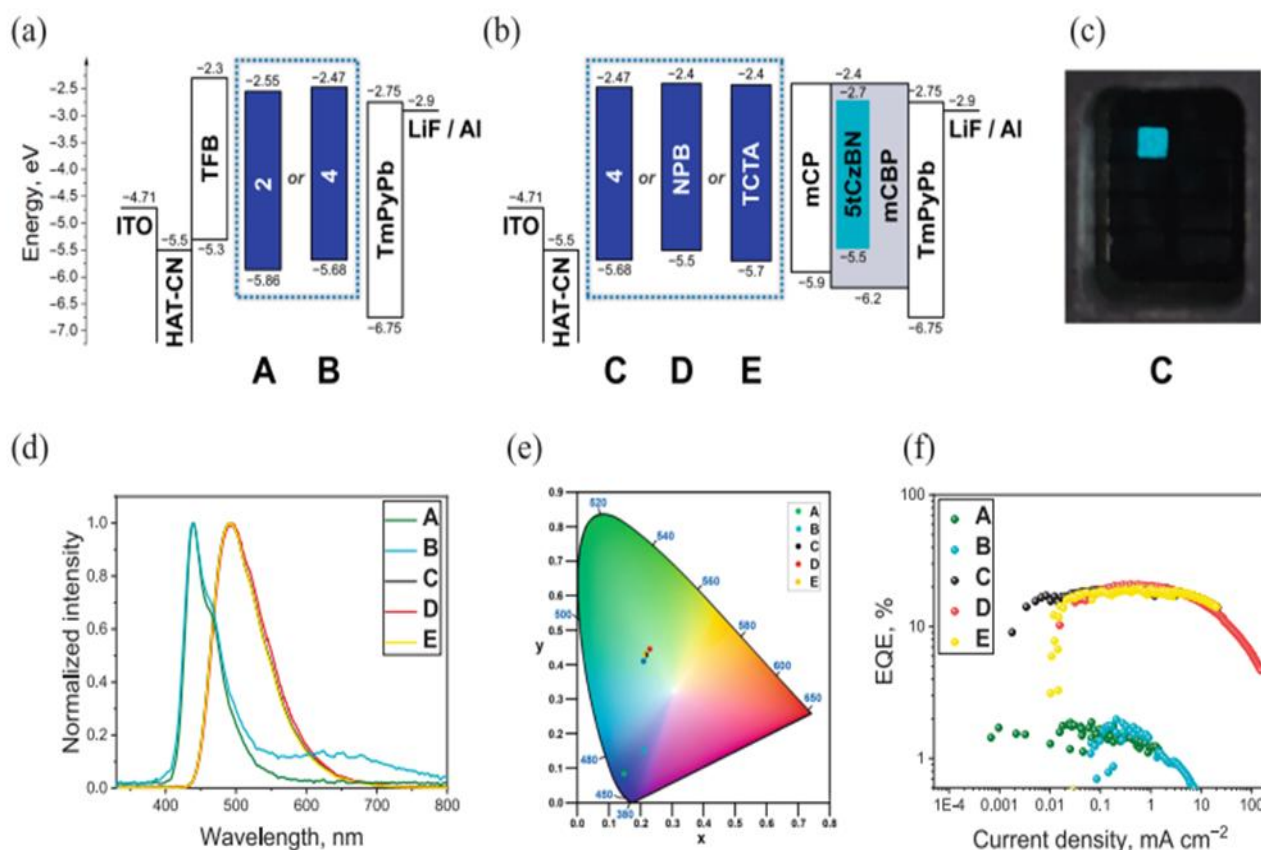 (a)
Energy, eV
−2.5
−3.0
−3.5
−4.0
−4.5
−5.0
−5.5
−6.0
−6.5
−7.0
−4.71
ITO
−5.5
HAT-CN
−2.3
TFB
−5.3
−2.55
2
−5.86
or
−2.47
4
−5.68
−2.75
TmPyPb
−6.75
−2.9
LiF / Al
A B
(b)
−4.71
ITO
−5.5
HAT-CN
−2.47
4
−5.68
or
−2.4
NPB
−5.5
or
−2.4
TCTA
−5.7
mCP
−5.9
−2.4
−2.7
5tCzBN
−5.5
mCBP
−6.2
−2.75
TmPyPb
−6.75
−2.9
LiF / Al
C D E
(c)
C
(d)
Normalized intensity
1.0
0.8
0.6
0.4
0.2
0.0
400 500 600 700 800
Wavelength, nm
A
B
C
D
E
(e)
y
0.9
0.8
0.7
0.6
0.5
0.4
0.3
0.2
0.1
0.0
0.0 0.1 0.2 0.3 0.4 0.5 0.6 0.7 0.8
x
520
540
560
500
580
600
650
480
450
380
A
B
C
D
E
(f)
EQE, %
100
10
1
1E-4 0.001 0.01 0.1 1 10 100
Current density, mA cm⁻²
A
B
C
D
E